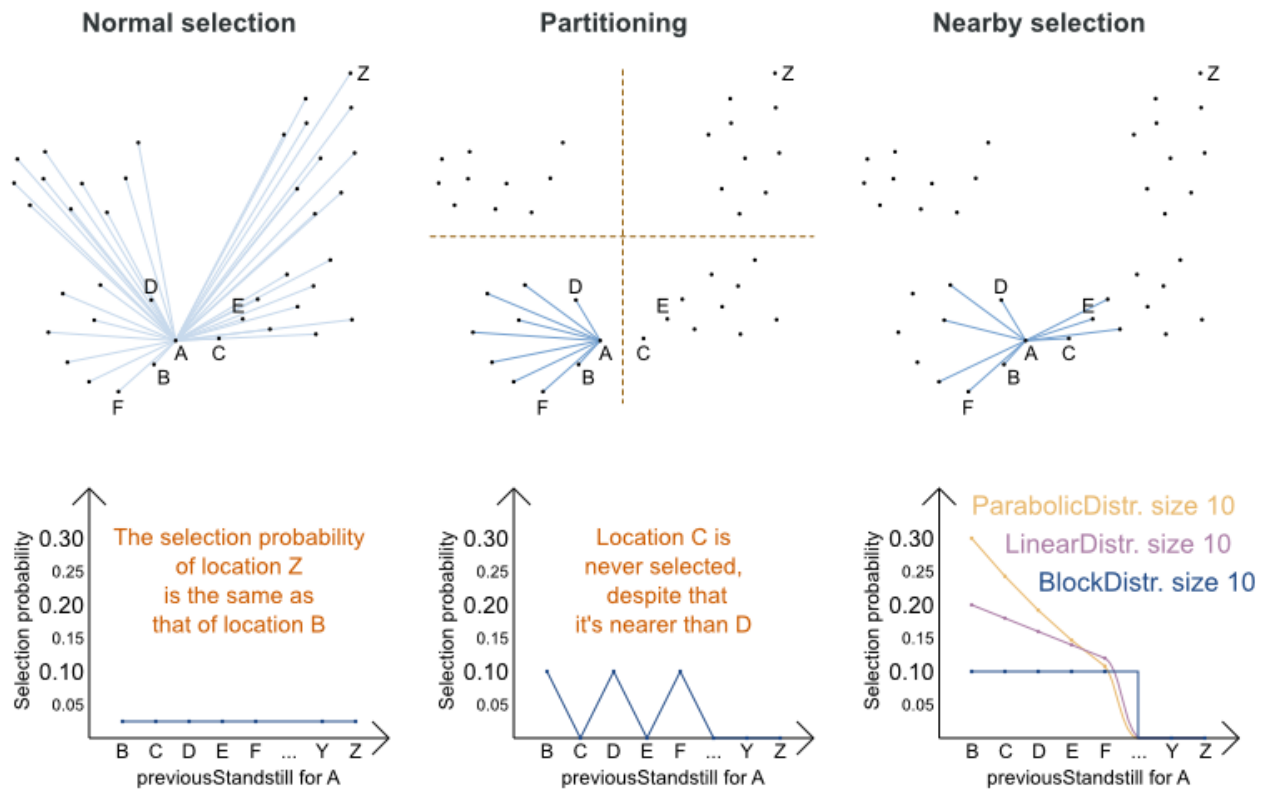 Normal selection
Partitioning
Nearby selection
Z
D
E
A
C
B
F
Z
D
E
A
C
B
F
Z
D
E
A
C
B
F
Selection probability
0.30
0.25
0.20
0.15
0.10
0.05
The selection probability
of location Z
is the same as
that of location B
B C D E F ... Y Z
previousStandstill for A
Selection probability
0.30
0.25
0.20
0.15
0.10
0.05
Location C is
never selected,
despite that
it's nearer than D
B C D E F ... Y Z
previousStandstill for A
Selection probability
0.30
0.25
0.20
0.15
0.10
0.05
ParabolicDistr. size 10
LinearDistr. size 10
BlockDistr. size 10
B C D E F ... Y Z
previousStandstill for A